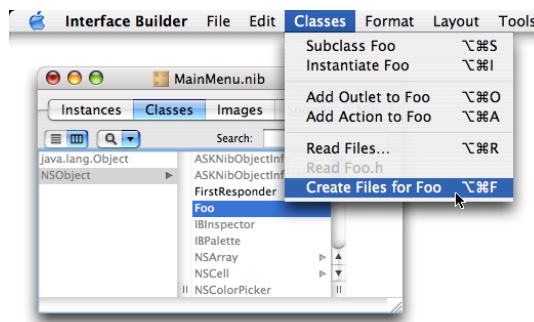 Interface Builder File Edit Classes Format Layout Tools
Subclass Foo ⌥⌘S
Instantiate Foo ⌥⌘I
Add Outlet to Foo ⌥⌘O
Add Action to Foo ⌥⌘A
Read Files... ⌥⌘R
Read Foo.h
Create Files for Foo ⌥⌘F
MainMenu.nib
Instances Classes Images
Search:
java.lang.Object
NSObject
ASKNibObjectInf
ASKNibObjectInf
FirstResponder
Foo
IBInspector
IBPalette
NSArray
NSCell
NSColorPicker